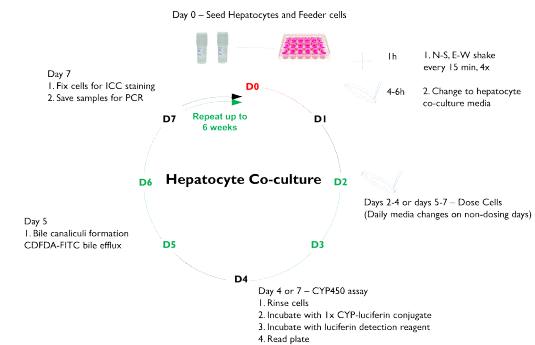 Day 0 – Seed Hepatocytes and Feeder cells
1h
1. N-S, E-W shake
every 15 min, 4x
4-6h
2. Change to hepatocyte
co-culture media
Day 7
1. Fix cells for ICC staining
2. Save samples for PCR
D0
Repeat up to
6 weeks
D7
D1
Hepatocyte Co-culture
D6
D2
Days 2-4 or days 5-7 – Dose Cells
(Daily media changes on non-dosing days)
Day 5
1. Bile canaliculi formation
CDFDA-FITC bile efflux
D5
D3
D4
Day 4 or 7 – CYP450 assay
1. Rinse cells
2. Incubate with 1x CYP-luciferin conjugate
3. Incubate with luciferin detection reagent
4. Read plate